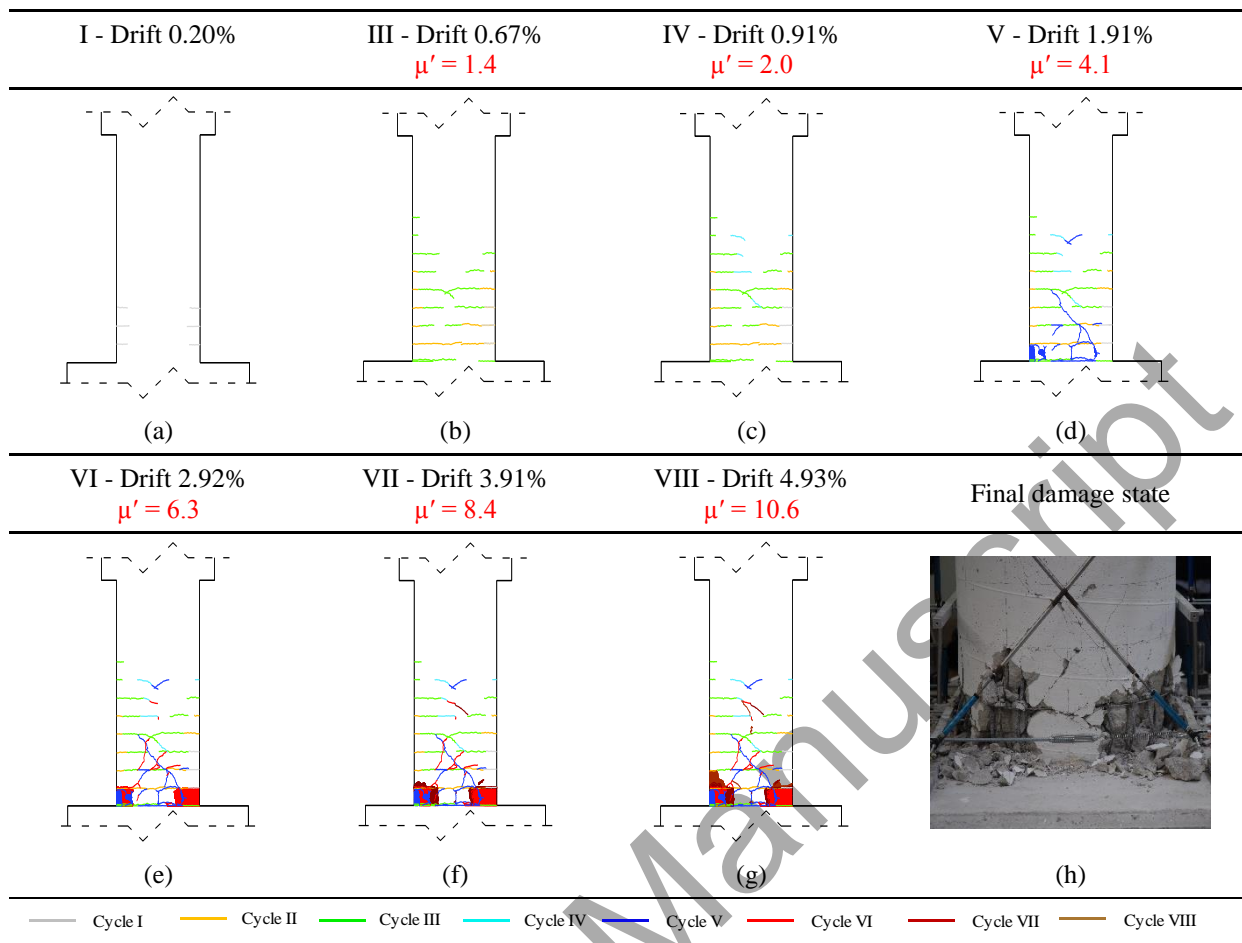 I - Drift 0.20%
III - Drift 0.67%
µ′ = 1.4
IV - Drift 0.91%
µ′ = 2.0
V - Drift 1.91%
µ′ = 4.1
(a)
(b)
(c)
(d)
VI - Drift 2.92%
µ′ = 6.3
VII - Drift 3.91%
µ′ = 8.4
VIII - Drift 4.93%
µ′ = 10.6
Final damage state
(e)
(f)
(g)
(h)
Cycle I
Cycle II
Cycle III
Cycle IV
Cycle V
Cycle VI
Cycle VII
Cycle VIII
Manuscript